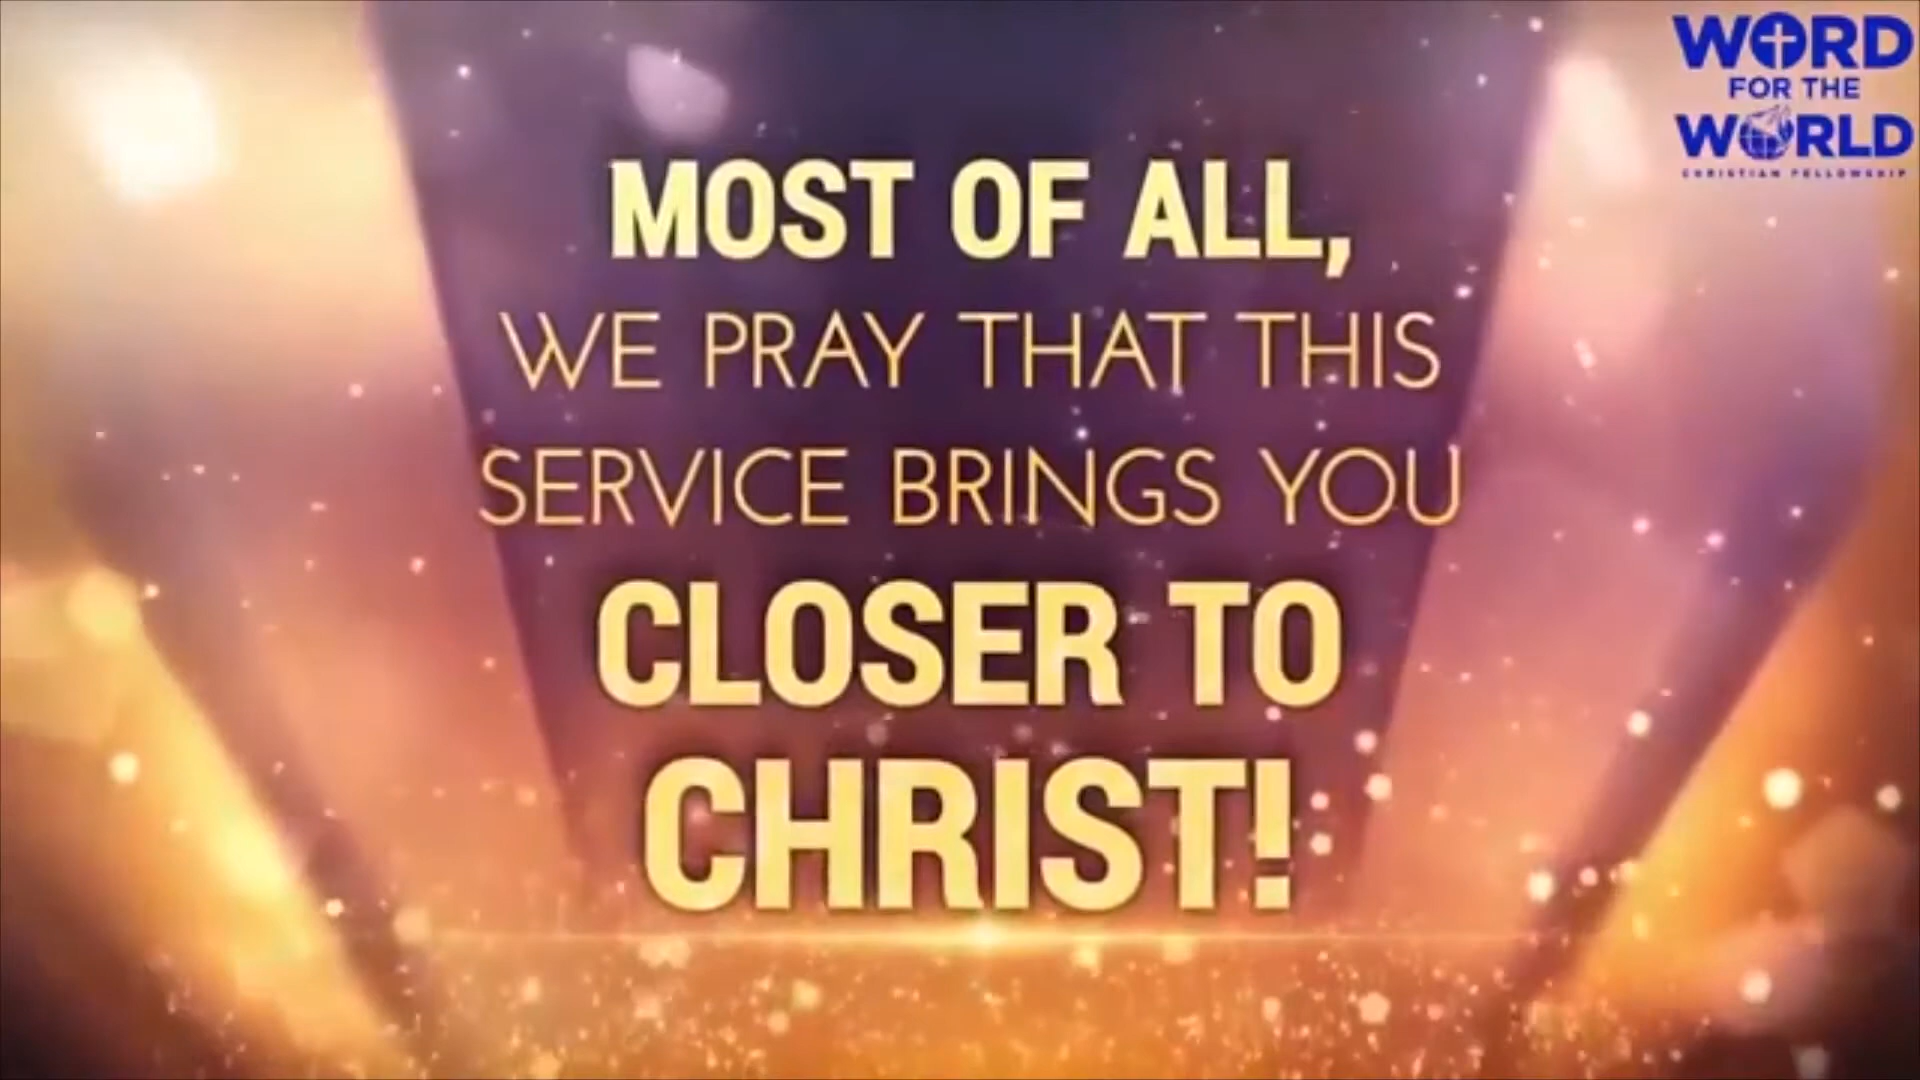 WORD
FOR THE
WORLD
CHRISTIAN FELLOWSHIP
MOST OF ALL,
WE PRAY THAT THIS
SERVICE BRINGS YOU
CLOSER TO
CHRIST!